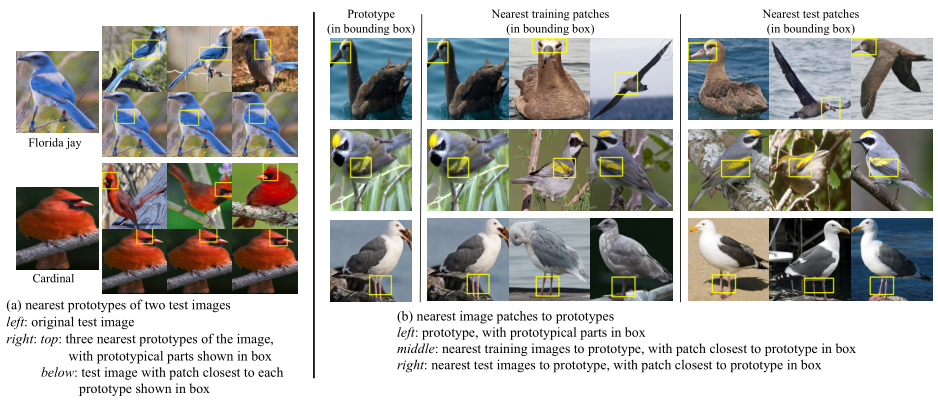 Florida jay
Cardinal
(a) nearest prototypes of two test images
left: original test image
right: top: three nearest prototypes of the image,
with prototypical parts shown in box
below: test image with patch closest to each
prototype shown in box
Prototype
(in bounding box)
Nearest training patches
(in bounding box)
Nearest test patches
(in bounding box)
(b) nearest image patches to prototypes
left: prototype, with prototypical parts in box
middle: nearest training images to prototype, with patch closest to prototype in box
right: nearest test images to prototype, with patch closest to prototype in box